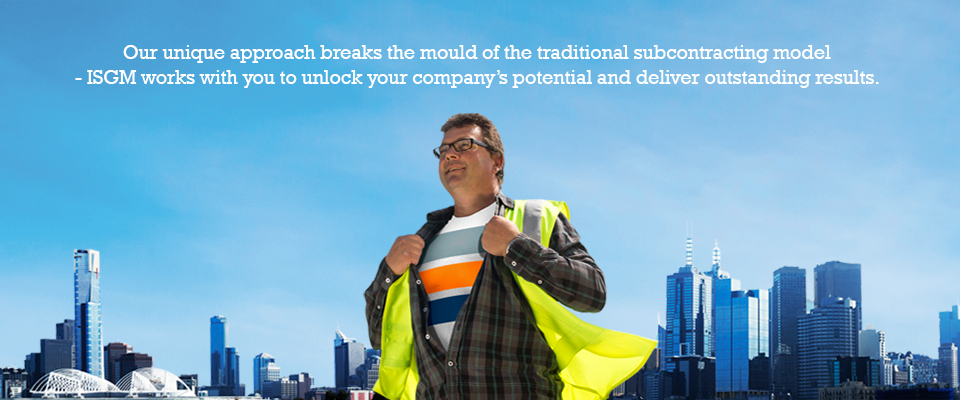 Our unique approach breaks the mould of the traditional subcontracting model
- ISGM works with you to unlock your company’s potential and deliver outstanding results.